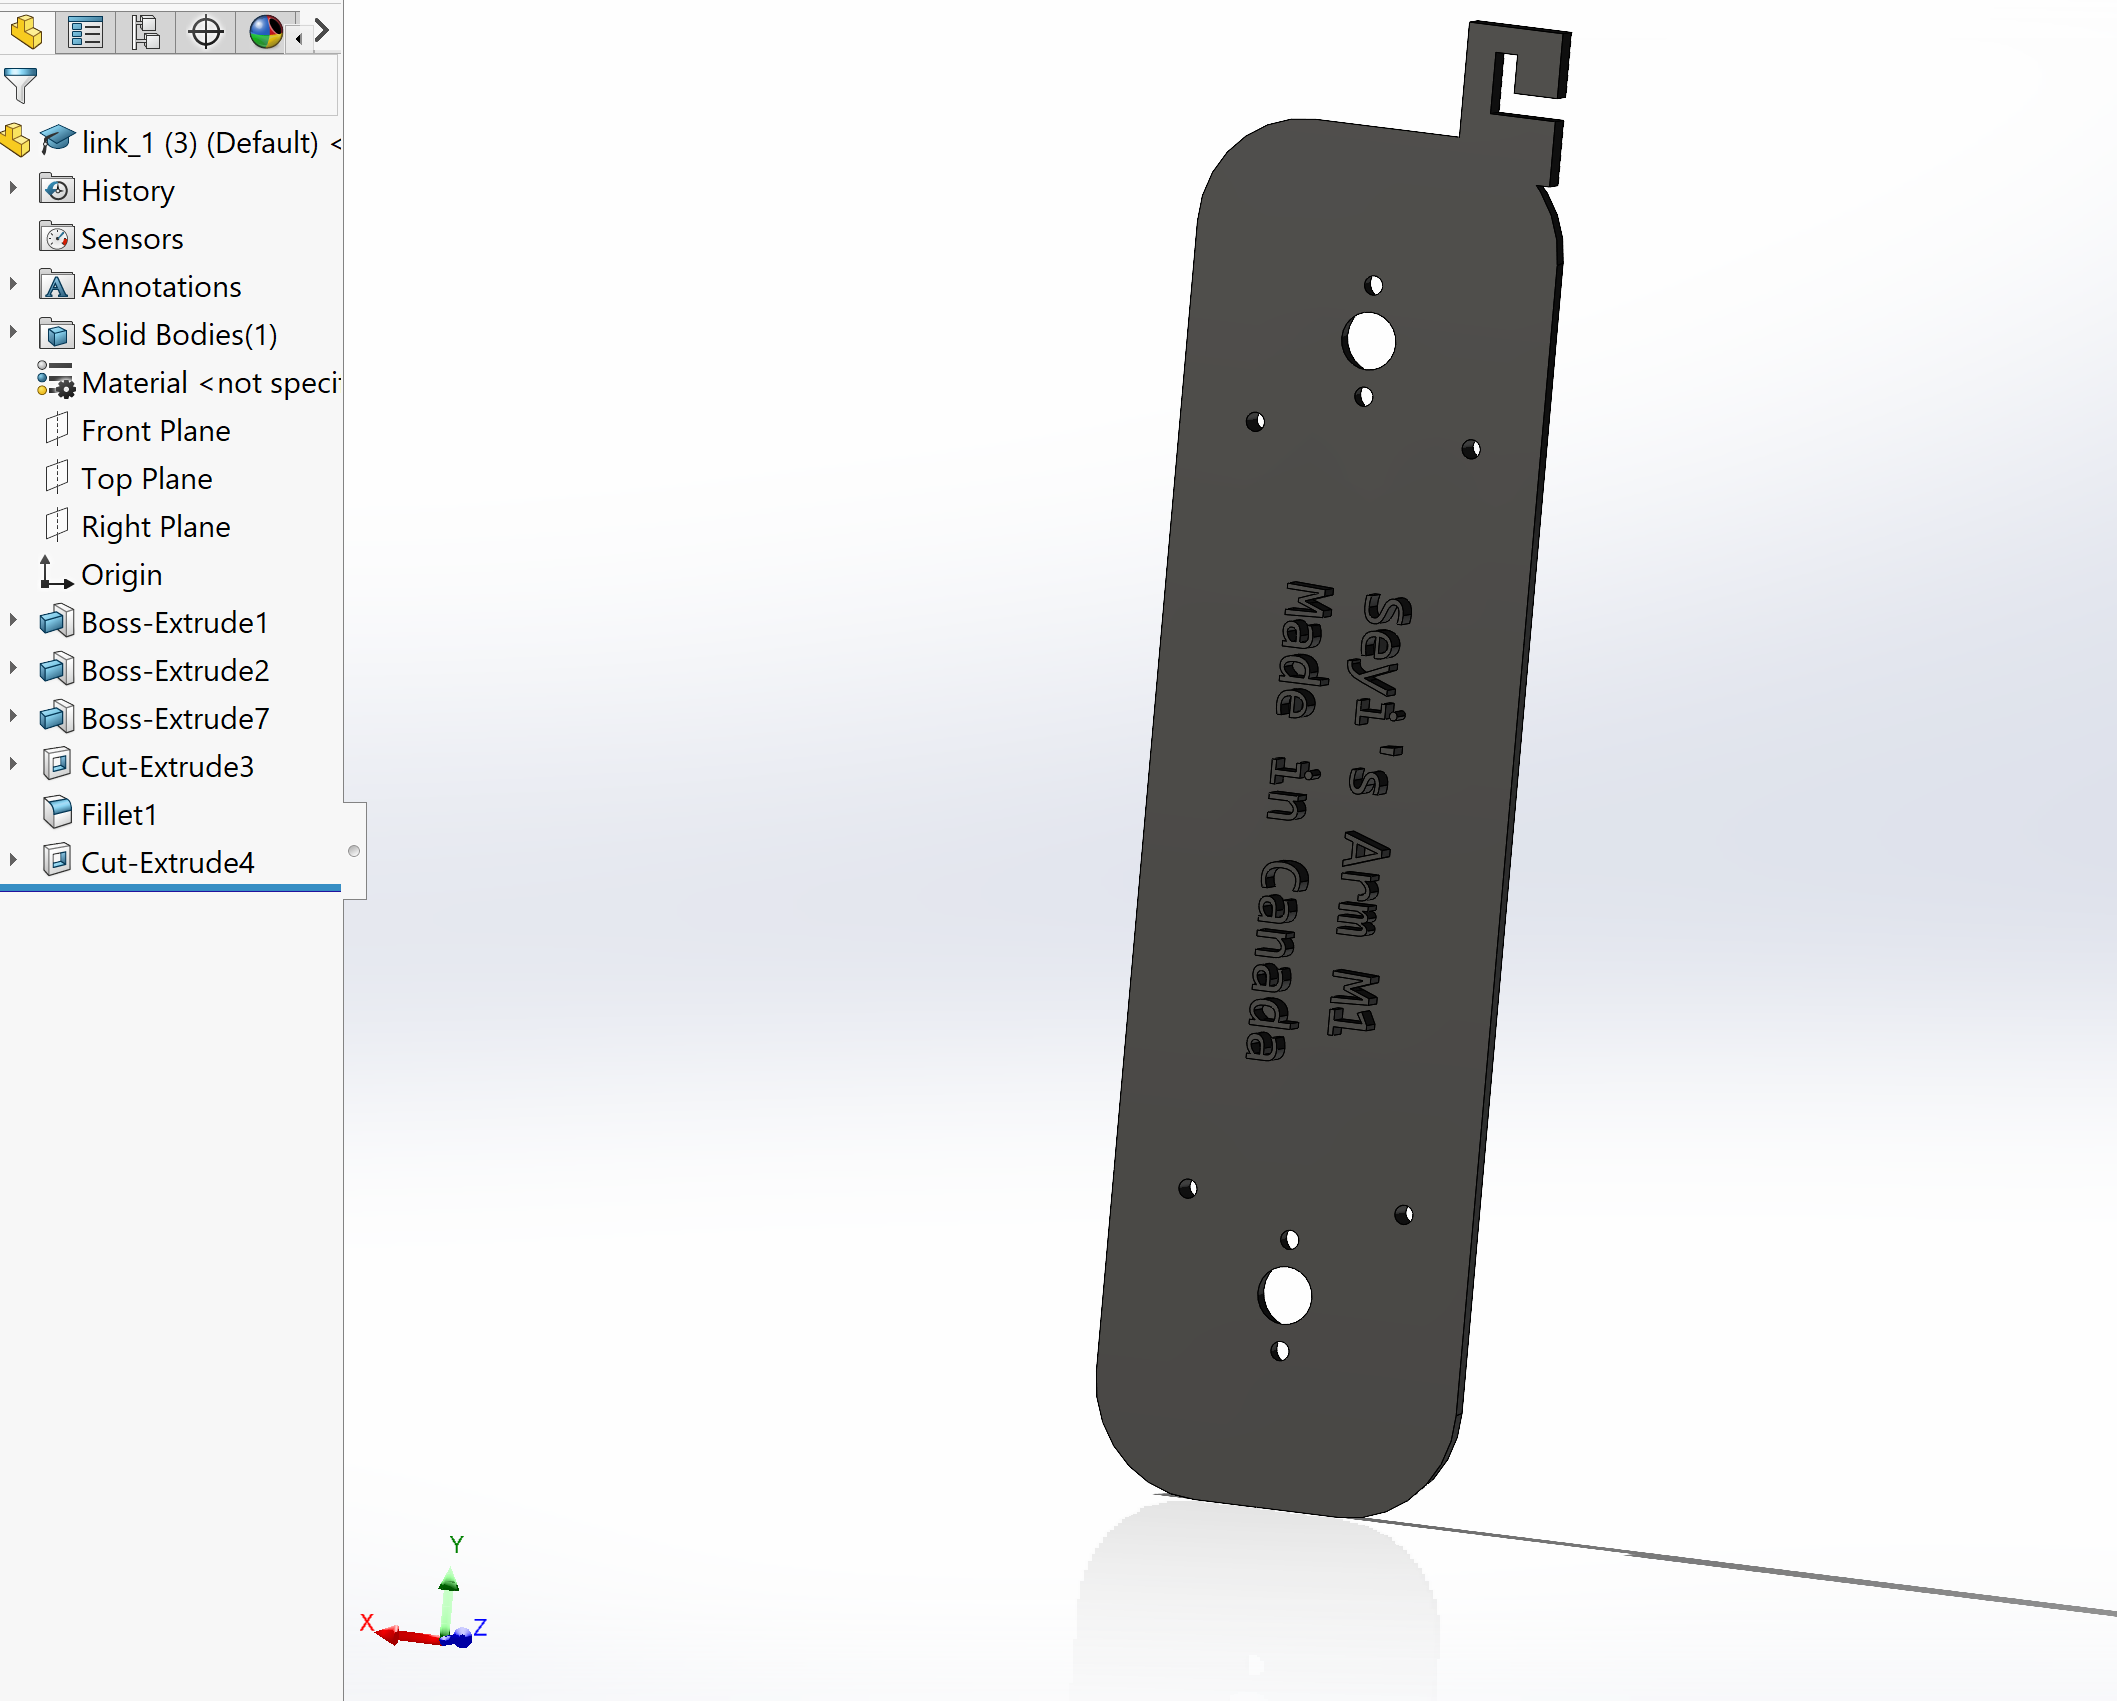 link_1 (3) (Default) <
History
Sensors
Annotations
Solid Bodies(1)
Material <not speci
Front Plane
Top Plane
Right Plane
Origin
Boss-Extrude1
Boss-Extrude2
Boss-Extrude7
Cut-Extrude3
Fillet1
Cut-Extrude4
Seyi's Arm M1
Made in Canada
Y
X
Z